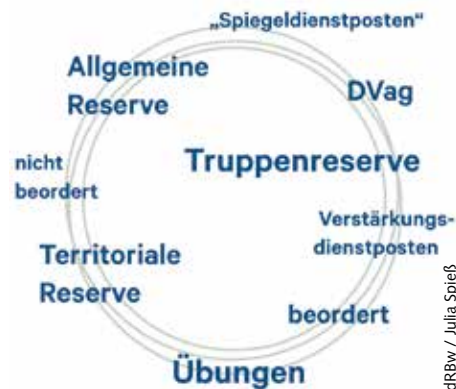 „Spiegeldienstposten“
Allgemeine
Reserve
DVag
nicht
beordert
Truppenreserve
Verstärkungs-
dienstposten
Territoriale
Reserve
beordert
Übungen
dRBw / Julia Spieß